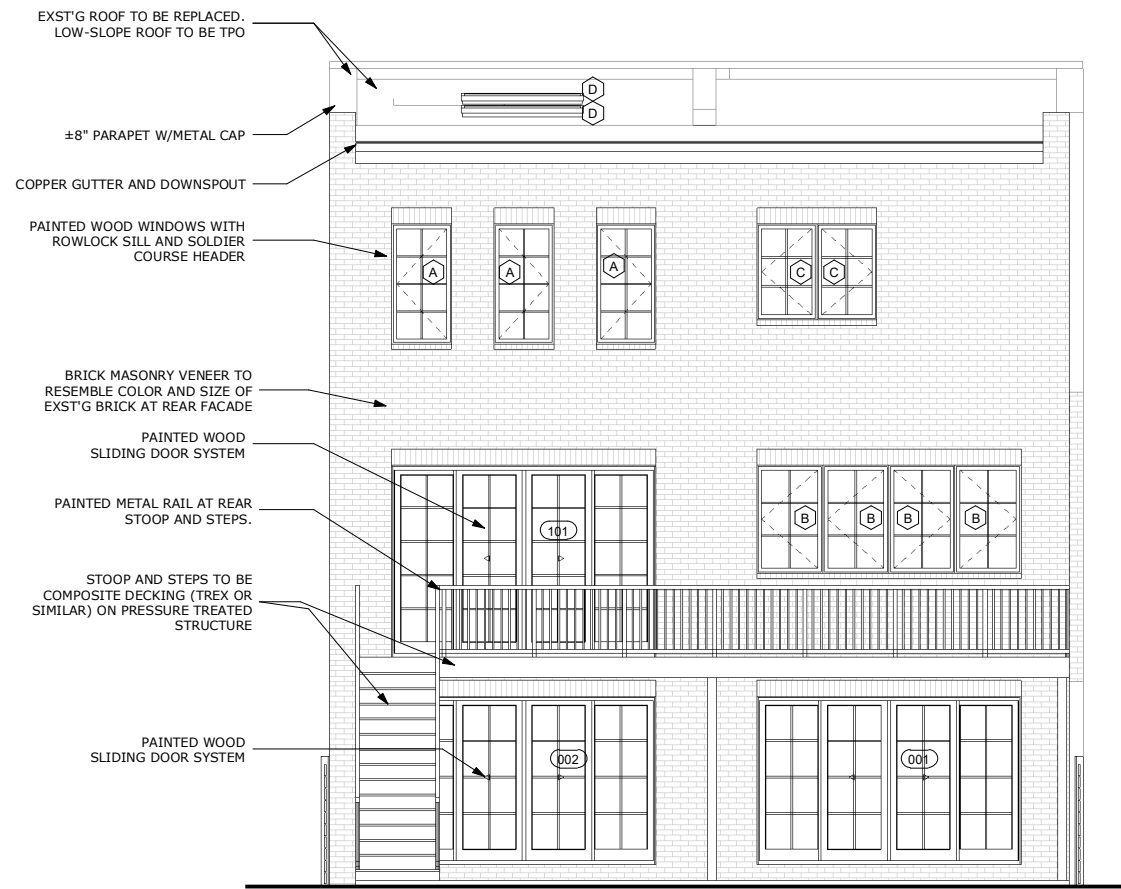 EXST'G ROOF TO BE REPLACED.
LOW-SLOPE ROOF TO BE TPO
D
D
±8" PARAPET W/METAL CAP
COPPER GUTTER AND DOWNSPOUT
PAINTED WOOD WINDOWS WITH
ROWLOCK SILL AND SOLDIER
COURSE HEADER
A A A C C
BRICK MASONRY VENEER TO
RESEMBLE COLOR AND SIZE OF
EXST'G BRICK AT REAR FACADE
PAINTED WOOD
SLIDING DOOR SYSTEM
PAINTED METAL RAIL AT REAR
STOOP AND STEPS.
101 B B B B
STOOP AND STEPS TO BE
COMPOSITE DECKING (TREX OR
SIMILAR) ON PRESSURE TREATED
STRUCTURE
PAINTED WOOD
SLIDING DOOR SYSTEM
002 001